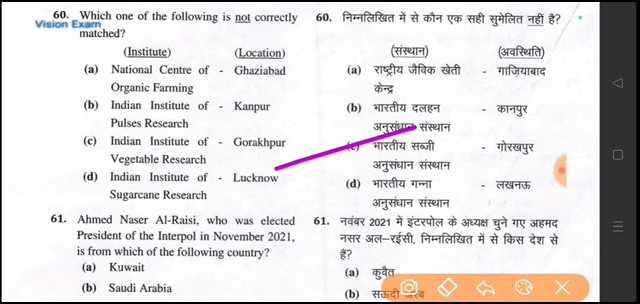 60. Which one of the following is not correctly
Vision Exam
matched?
(Institute) (Location)
(a) National Centre of - Ghaziabad
Organic Farming
(b) Indian Institute of - Kanpur
Pulses Research
(c) Indian Institute of - Gorakhpur
Vegetable Research
(d) Indian Institute of - Lucknow
Sugarcane Research
61. Ahmed Naser Al-Raisi, who was elected
President of the Interpol in November 2021,
is from which of the following country?
(a) Kuwait
(b) Saudi Arabia
60. निम्नलिखित में से कौन एक सही सुमेलित नहीं है?
(संस्थान) (अवस्थिति)
(a) राष्ट्रीय जैविक खेती - गाज़ियाबाद
केन्द्र
(b) भारतीय दलहन - कानपुर
अनुसंधान संस्थान
(c) भारतीय सब्जी - गोरखपुर
अनुसंधान संस्थान
(d) भारतीय गन्ना - लखनऊ
अनुसंधान संस्थान
61. नवंबर 2021 में इंटरपोल के अध्यक्ष चुने गए अहमद
नसर अल-रईसी, निम्नलिखित में से किस देश से
हैं?
(a) कुवैत
(b) सऊदी अरब